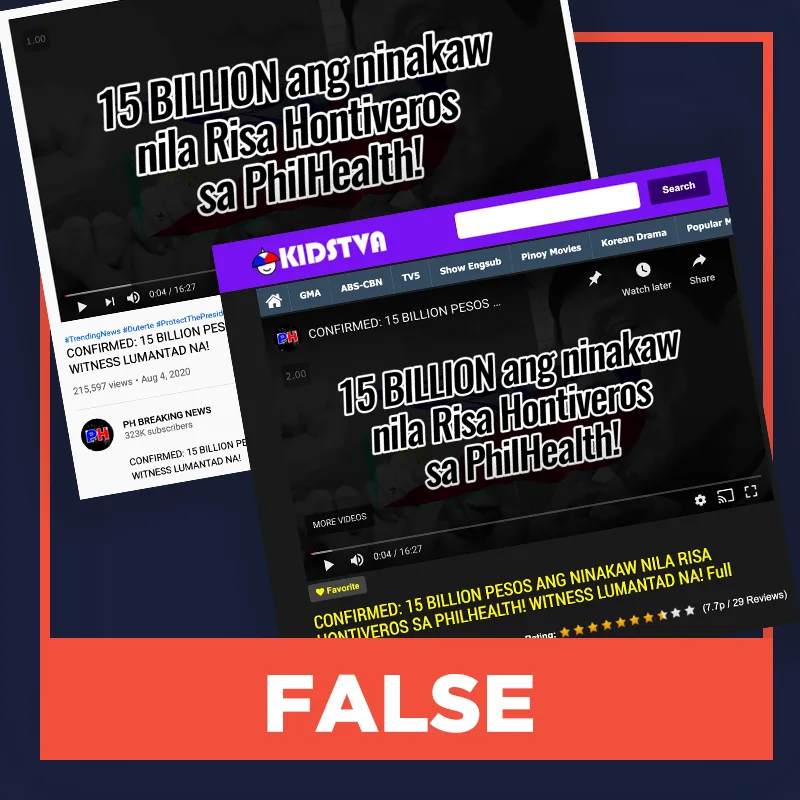 1.00
15 BILLION ang ninakaw
nila Risa Hontiveros
sa PhilHealth!
0:04 / 16:27
#TrendingNews #Duterte #ProtectThePresid
CONFIRMED: 15 BILLION PES
WITNESS LUMANTAD NA!
215,597 views • Aug 4, 2020
PH
PH BREAKING NEWS
323K subscribers
CONFIRMED: 15 BILLION PE
WITNESS LUMANTAD NA!
KIDSTVA
Search
GMA ABS-CBN TV5 Show Engsub Pinoy Movies Korean Drama Popular M
PH CONFIRMED: 15 BILLION PESOS ...
Watch later Share
2.00
15 BILLION ang ninakaw
nila Risa Hontiveros
sa PhilHealth!
MORE VIDEOS
0:04 / 16:27
Favorite
CONFIRMED: 15 BILLION PESOS ANG NINAKAW NILA RISA
HONTIVEROS SA PHILHEALTH! WITNESS LUMANTAD NA! Full
Rating: (7.7p / 29 Reviews)
FALSE